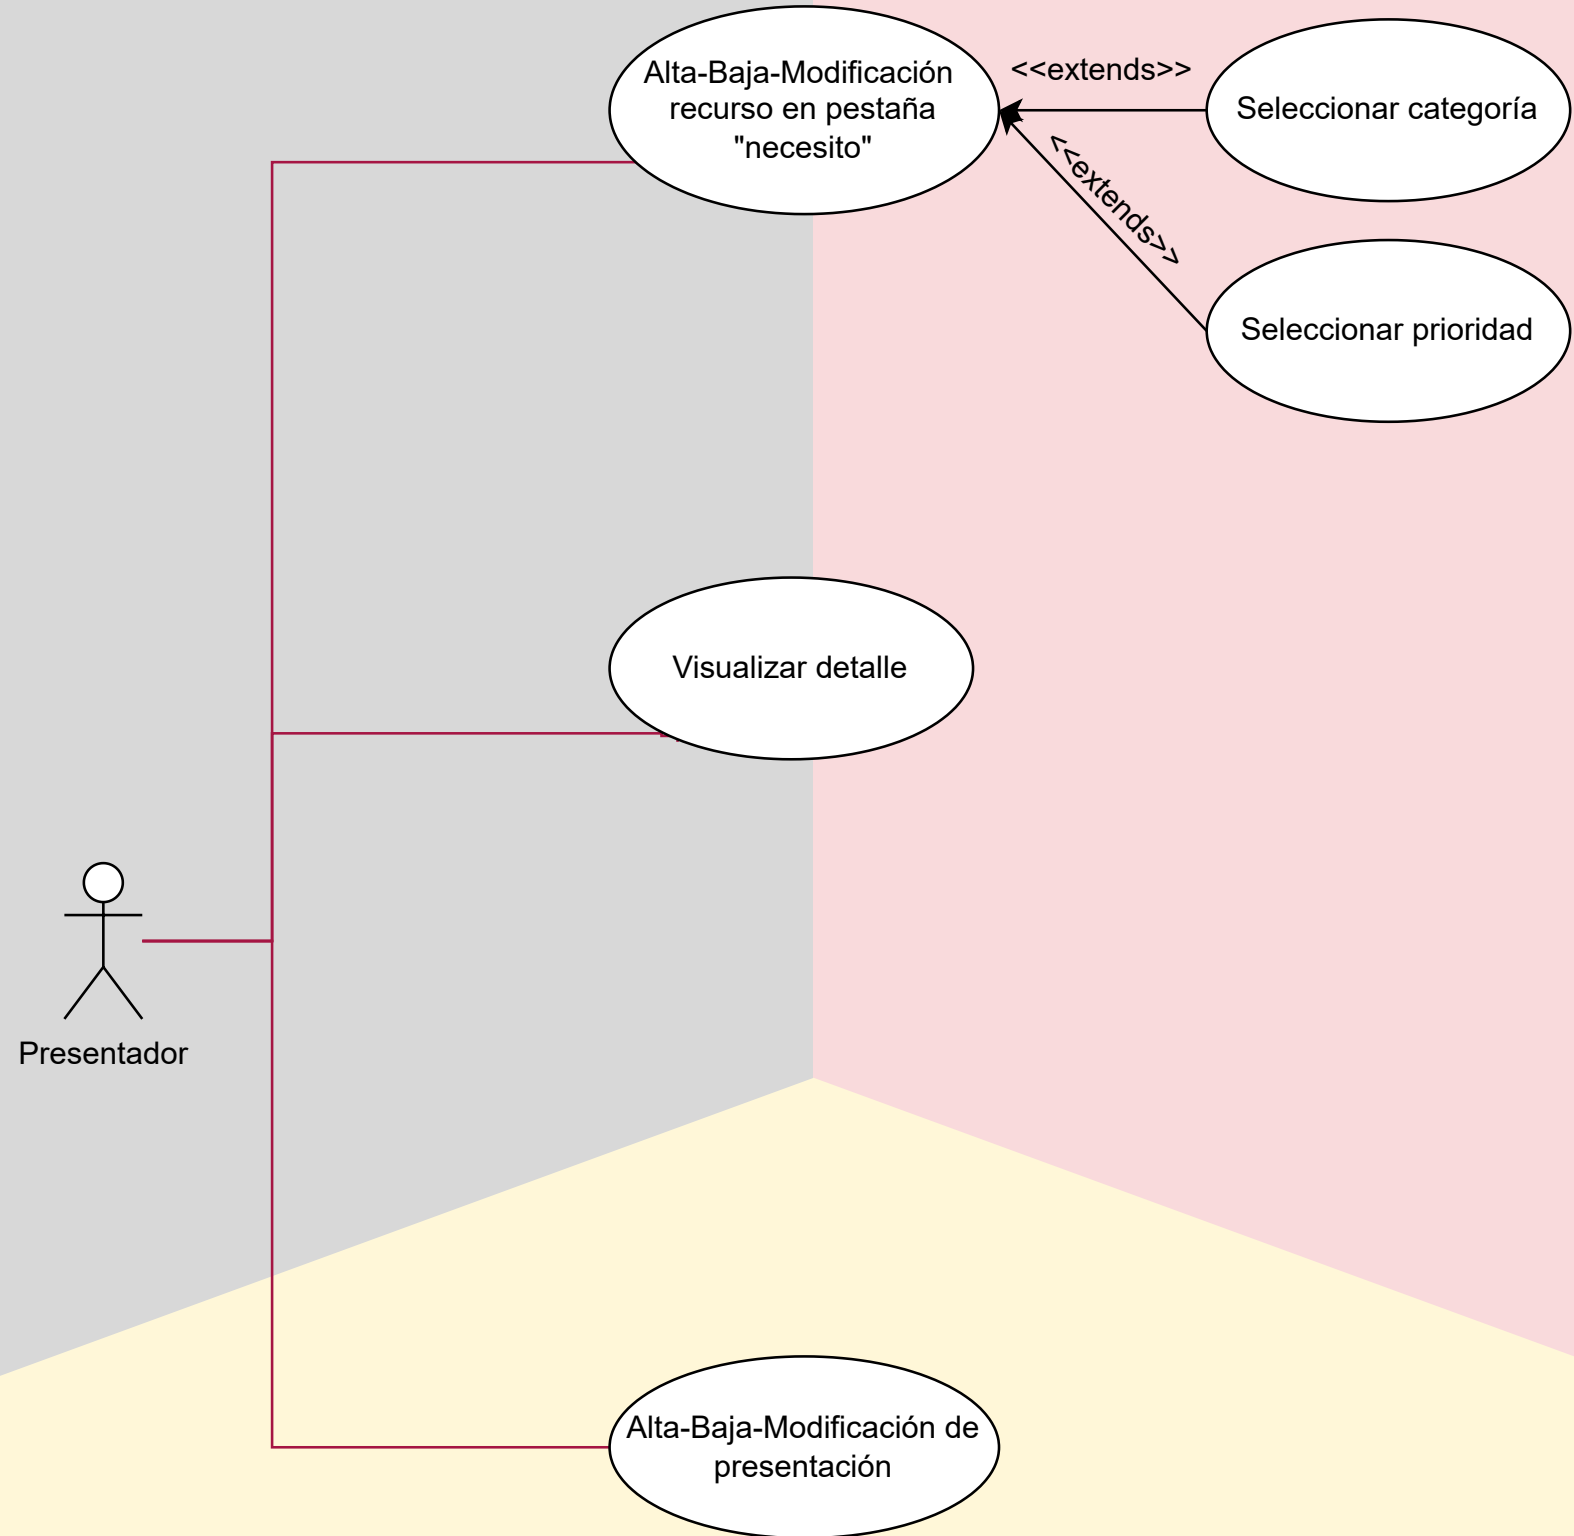 Alta-Baja-Modificación
recurso en pestaña
"necesito"
<<extends>>
Seleccionar categoría
<<extends>>
Seleccionar prioridad
Visualizar detalle
Presentador
Alta-Baja-Modificación de
presentación